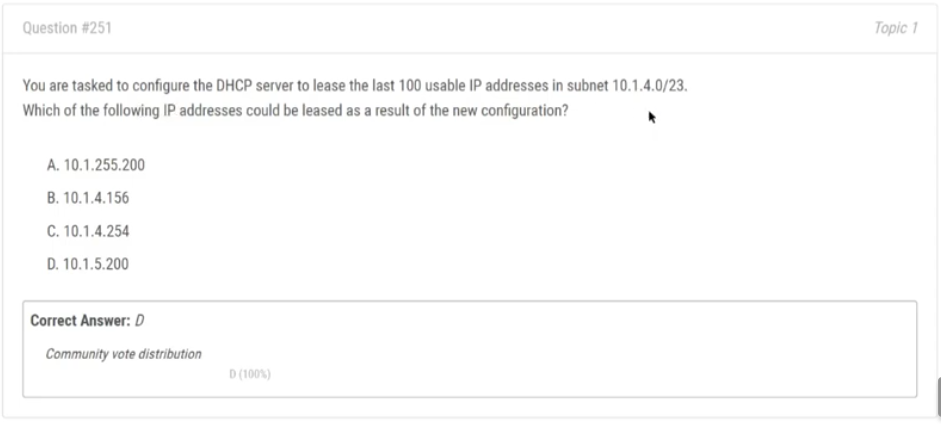 Question #251
Topic 1
You are tasked to configure the DHCP server to lease the last 100 usable IP addresses in subnet 10.1.4.0/23.
Which of the following IP addresses could be leased as a result of the new configuration?
A. 10.1.255.200
B. 10.1.4.156
C. 10.1.4.254
D. 10.1.5.200
Correct Answer: D
Community vote distribution
D (100%)